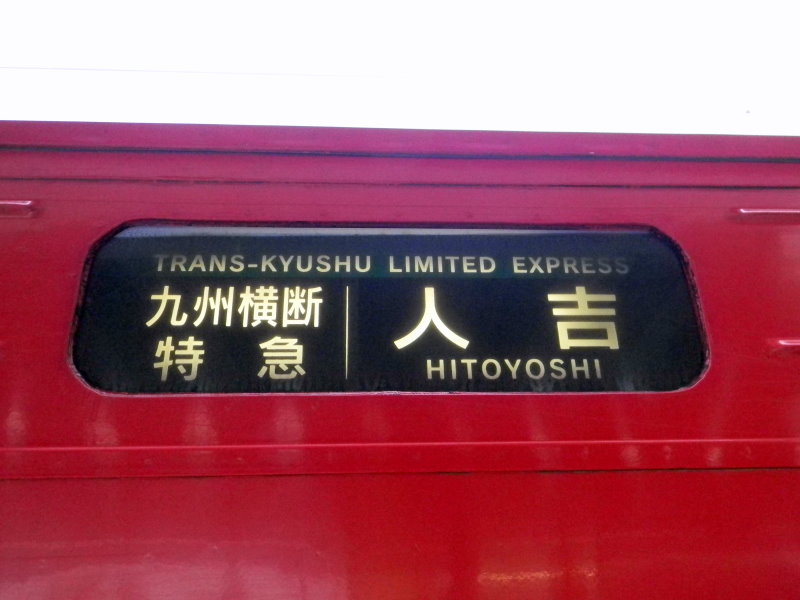 TRANS-KYUSHU LIMITED EXPRESS
九州横断
特急
人吉
HITOYOSHI